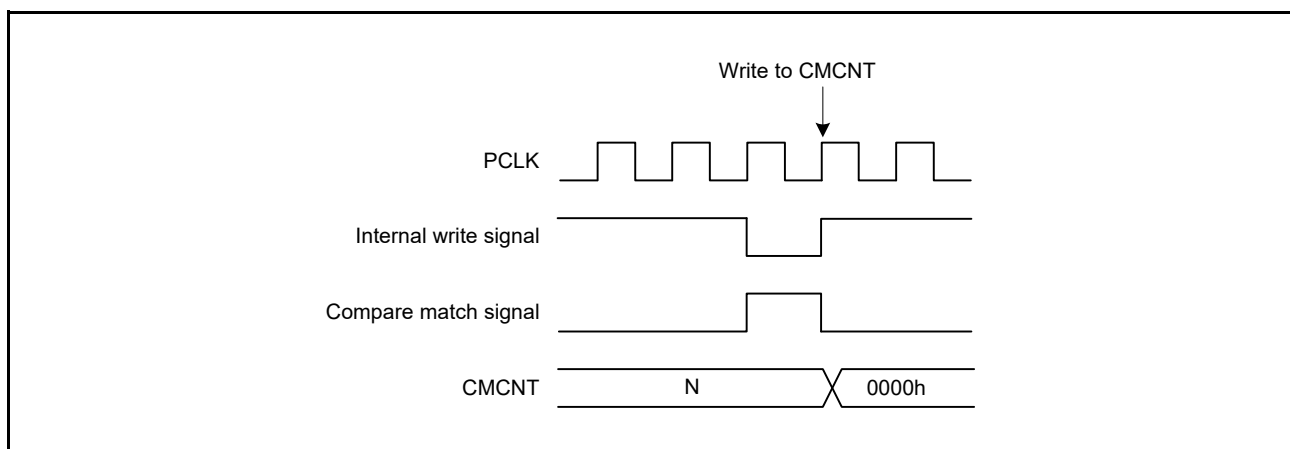 Write to CMCNT
PCLK
Internal write signal
Compare match signal
CMCNT
N
0000h